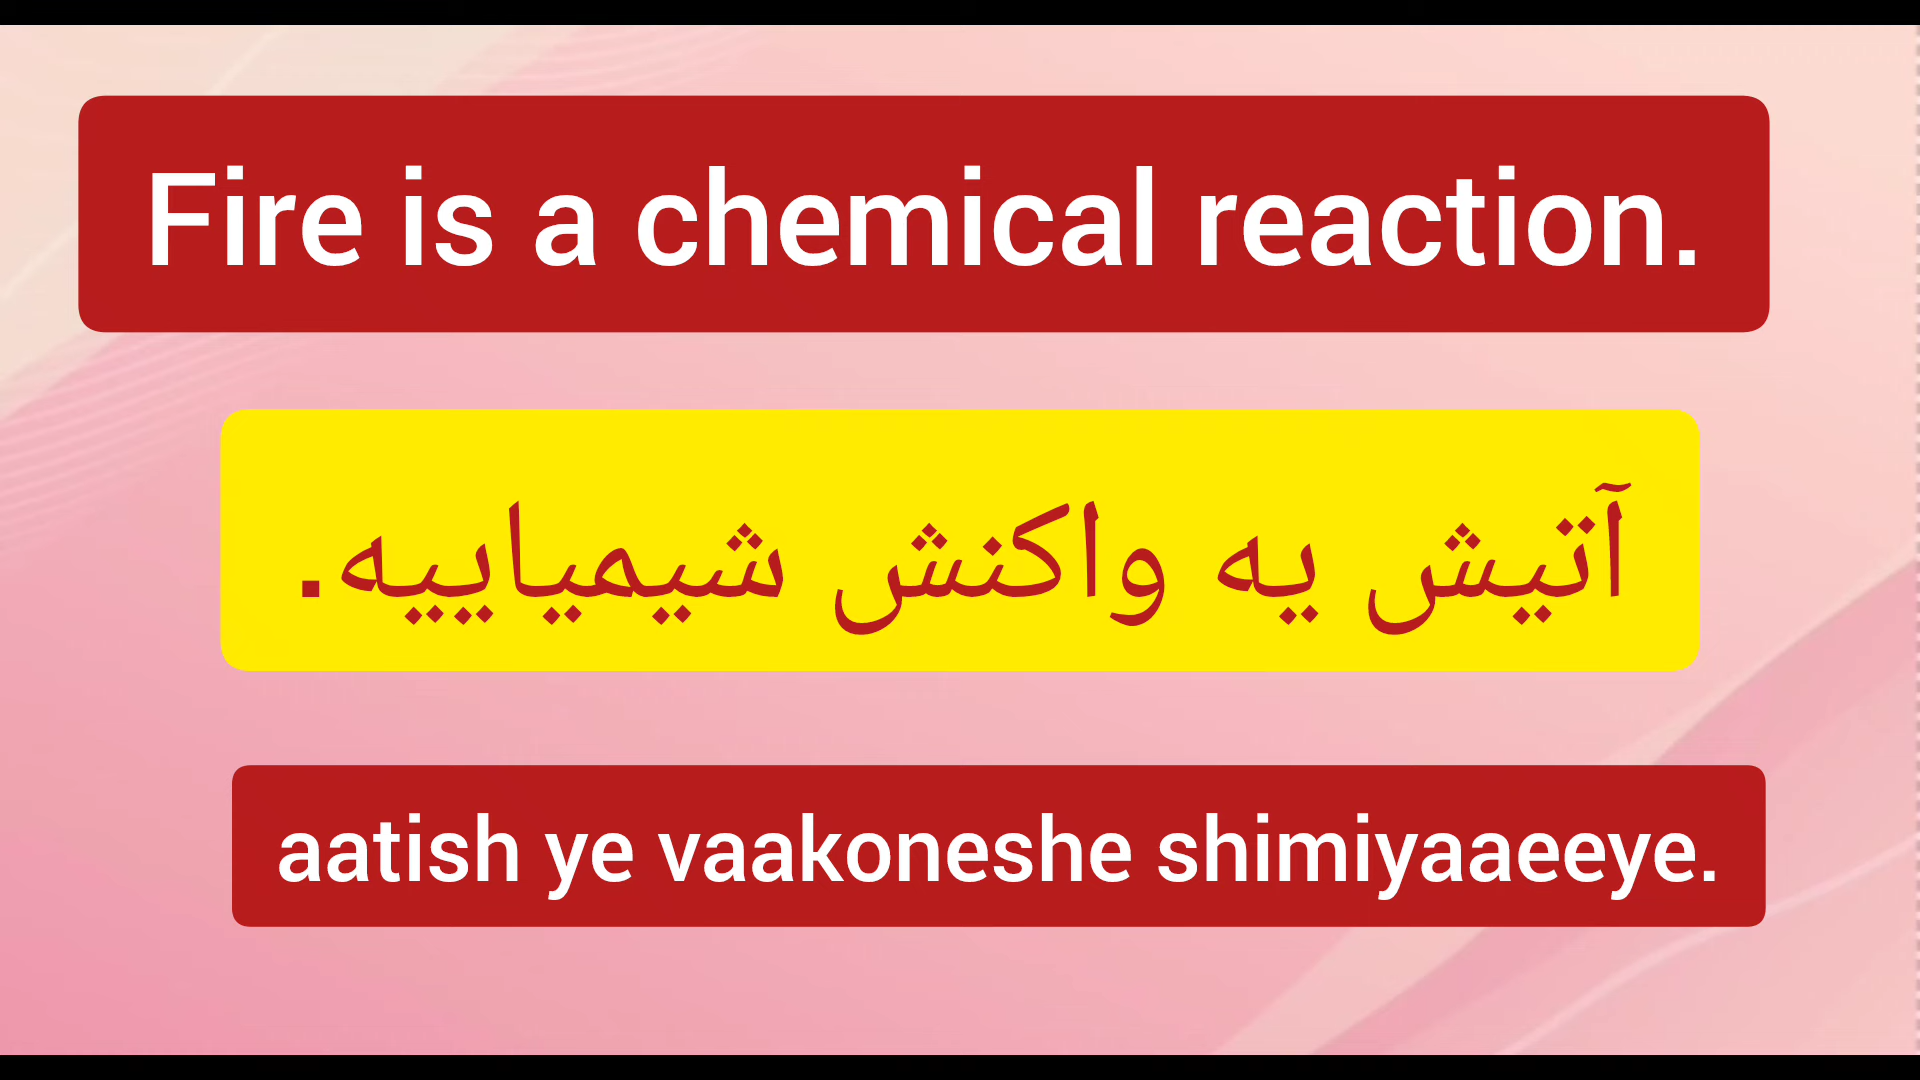 Fire is a chemical reaction.
آتیش یه واکنش شیمیاییه.
aatish ye vaakoneshe shimiyaaeeye.